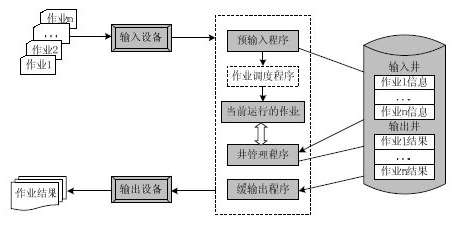 作业n
...
作业2
作业1
输入设备
预输入程序
作业调度程序
当前运行的作业
井管理程序
缓输出程序
输入井
作业1信息
...
作业n信息
输出井
作业1结果
...
作业m结果
输出设备
作业结果